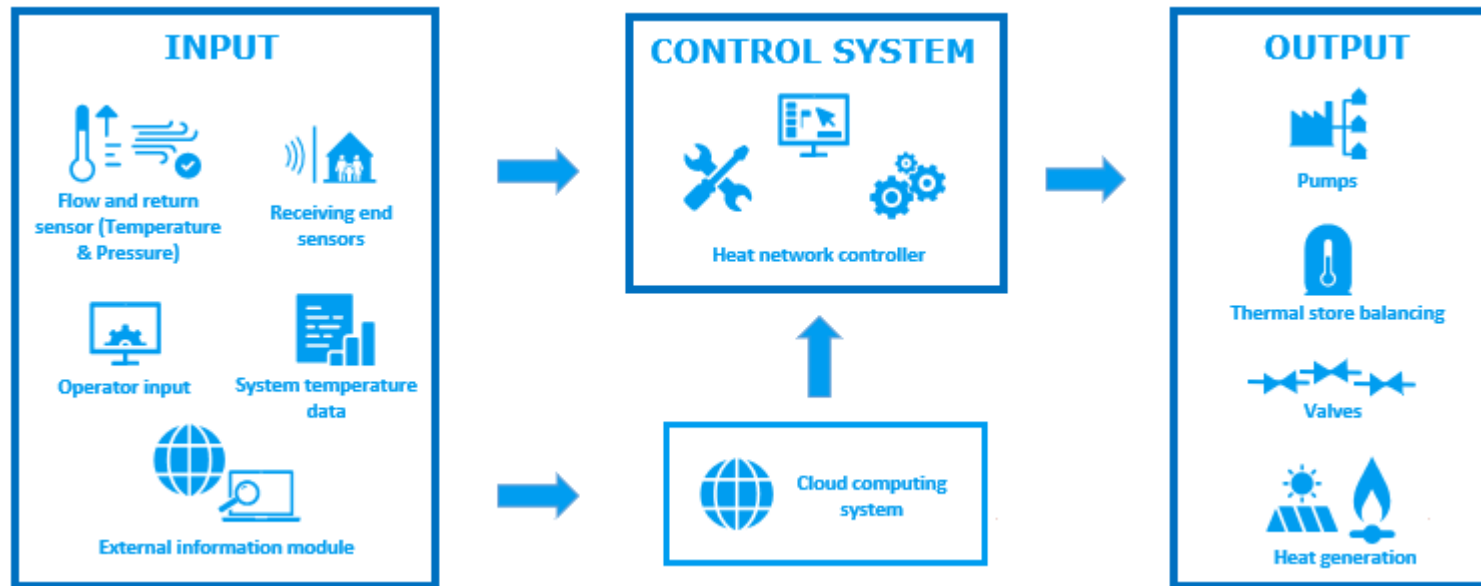 INPUT
Flow and return
sensor (Temperature
& Pressure)
Receiving end
sensors
Operator input
System temperature
data
External information module
CONTROL SYSTEM
Heat network controller
Cloud computing
system
OUTPUT
Pumps
Thermal store balancing
Valves
Heat generation